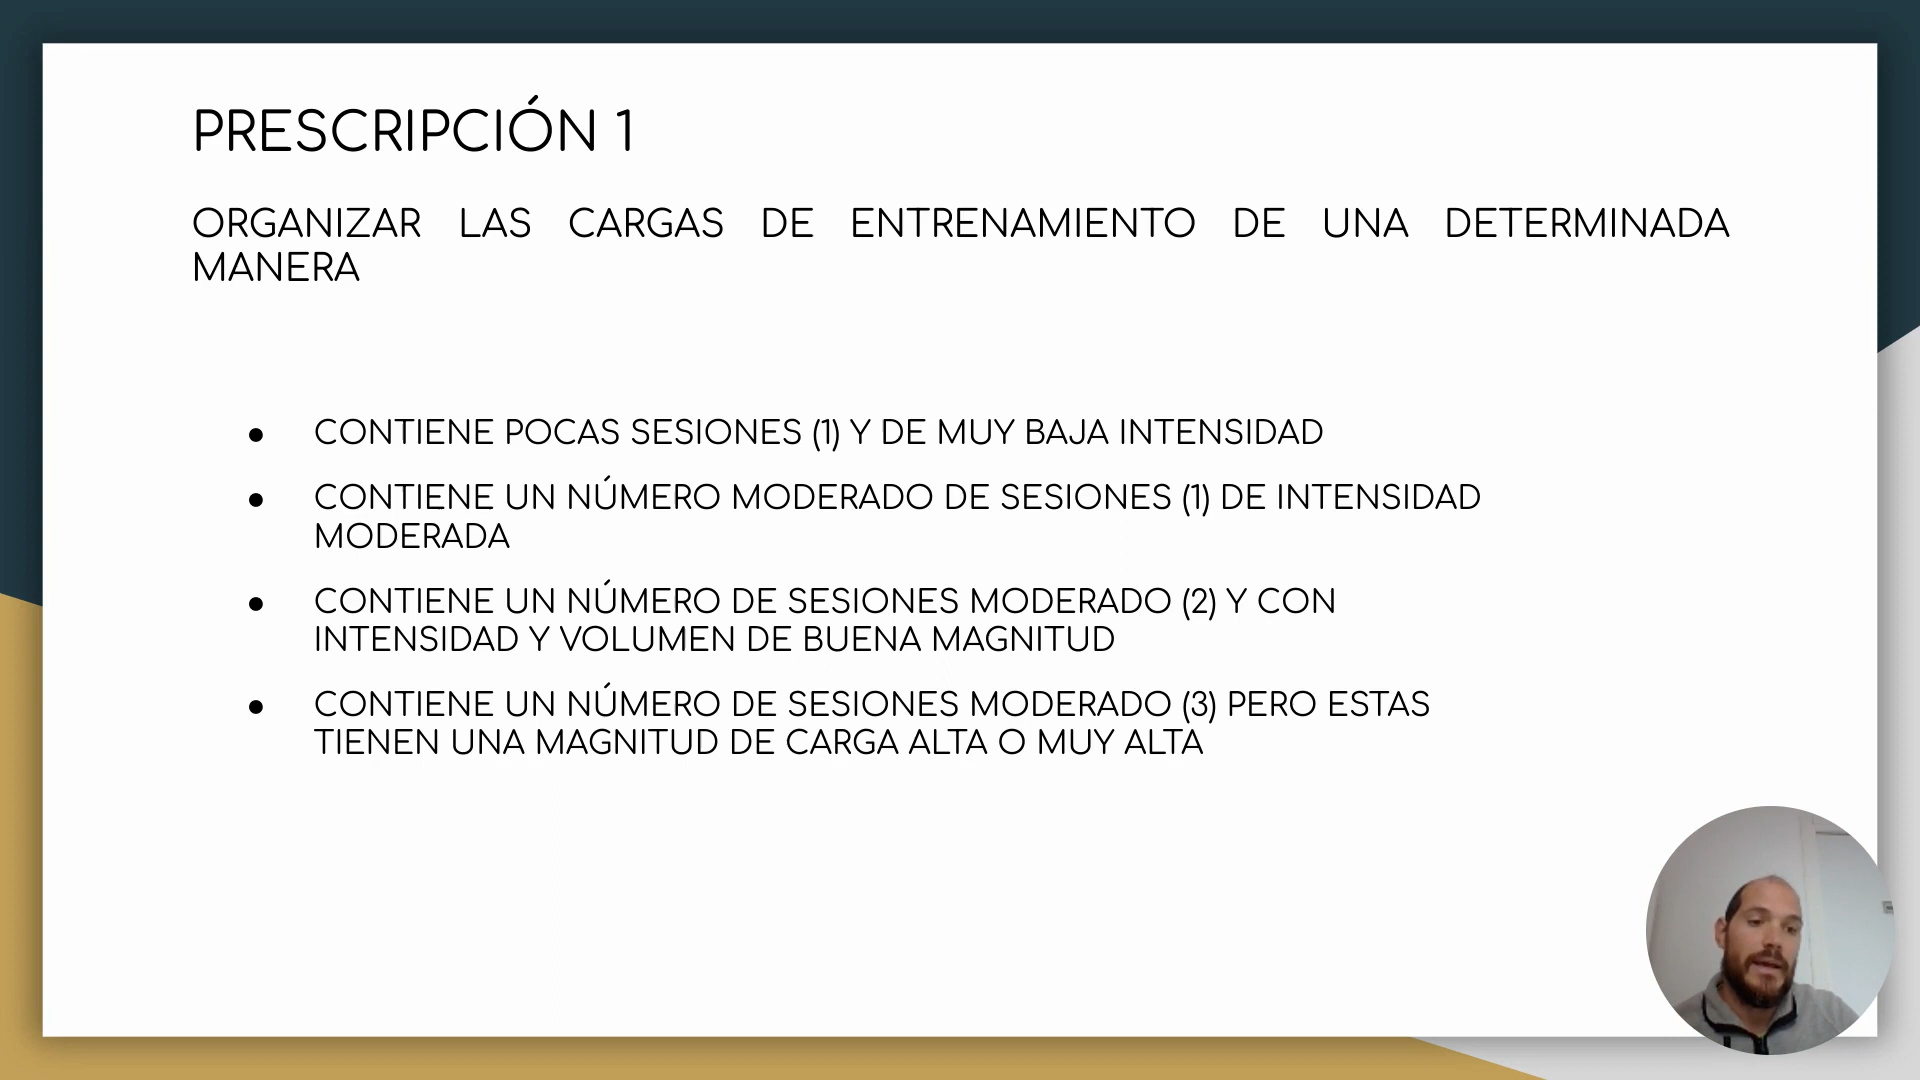 PRESCRIPCIÓN 1
ORGANIZAR LAS CARGAS DE ENTRENAMIENTO DE UNA DETERMINADA
MANERA
● CONTIENE POCAS SESIONES (1) Y DE MUY BAJA INTENSIDAD
● CONTIENE UN NÚMERO MODERADO DE SESIONES (1) DE INTENSIDAD
MODERADA
● CONTIENE UN NÚMERO DE SESIONES MODERADO (2) Y CON
INTENSIDAD Y VOLUMEN DE BUENA MAGNITUD
● CONTIENE UN NÚMERO DE SESIONES MODERADO (3) PERO ESTAS
TIENEN UNA MAGNITUD DE CARGA ALTA O MUY ALTA